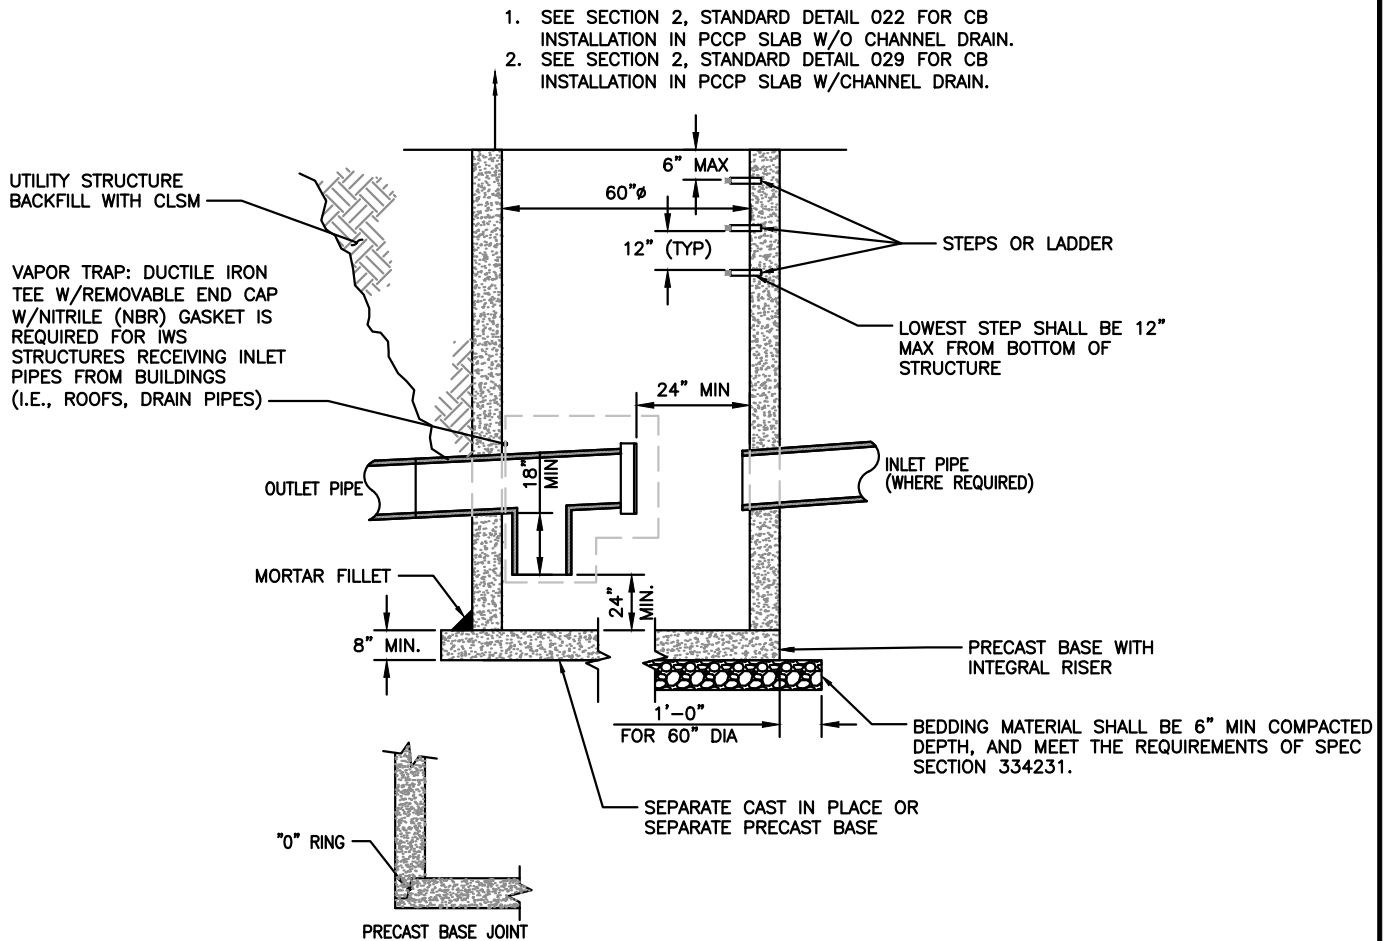 1. SEE SECTION 2, STANDARD DETAIL 022 FOR CB
INSTALLATION IN PCCP SLAB W/O CHANNEL DRAIN.
2. SEE SECTION 2, STANDARD DETAIL 029 FOR CB
INSTALLATION IN PCCP SLAB W/CHANNEL DRAIN.
6" MAX
UTILITY STRUCTURE
BACKFILL WITH CLSM
60"ø
12" (TYP)
STEPS OR LADDER
VAPOR TRAP: DUCTILE IRON
TEE W/REMOVABLE END CAP
W/NITRILE (NBR) GASKET IS
REQUIRED FOR IWS
STRUCTURES RECEIVING INLET
PIPES FROM BUILDINGS
(I.E., ROOFS, DRAIN PIPES)
LOWEST STEP SHALL BE 12"
MAX FROM BOTTOM OF
STRUCTURE
24" MIN
18"
MIN
OUTLET PIPE
INLET PIPE
(WHERE REQUIRED)
MORTAR FILLET
24"
MIN.
8" MIN.
PRECAST BASE WITH
INTEGRAL RISER
1'-0"
FOR 60" DIA
BEDDING MATERIAL SHALL BE 6" MIN COMPACTED
DEPTH, AND MEET THE REQUIREMENTS OF SPEC
SECTION 334231.
SEPARATE CAST IN PLACE OR
SEPARATE PRECAST BASE
"O" RING
PRECAST BASE JOINT